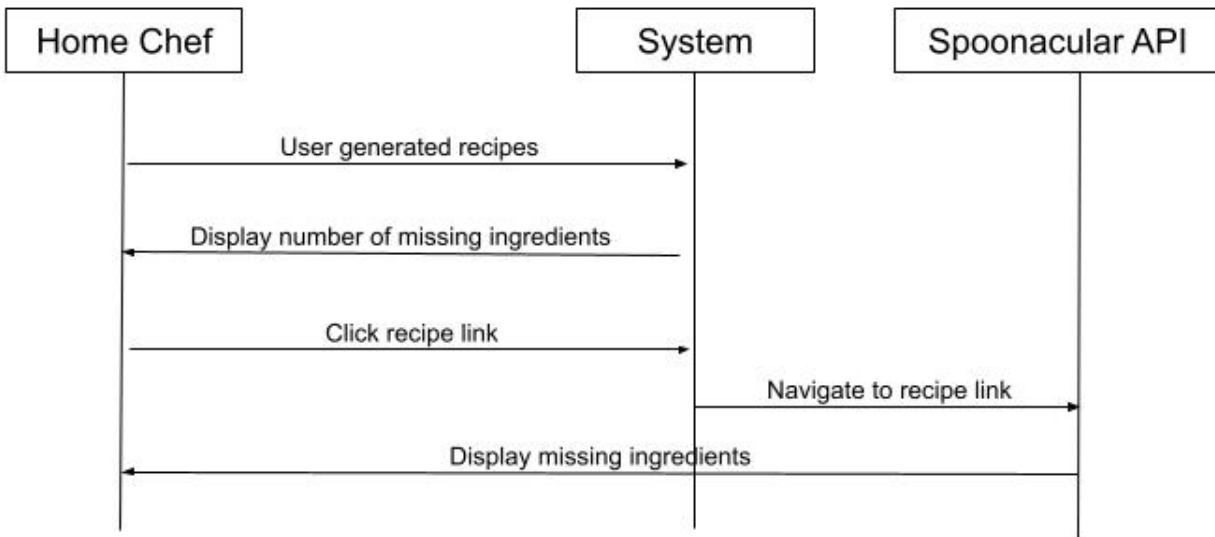 Home Chef
System
Spoonacular API
User generated recipes
Display number of missing ingredients
Click recipe link
Navigate to recipe link
Display missing ingredients